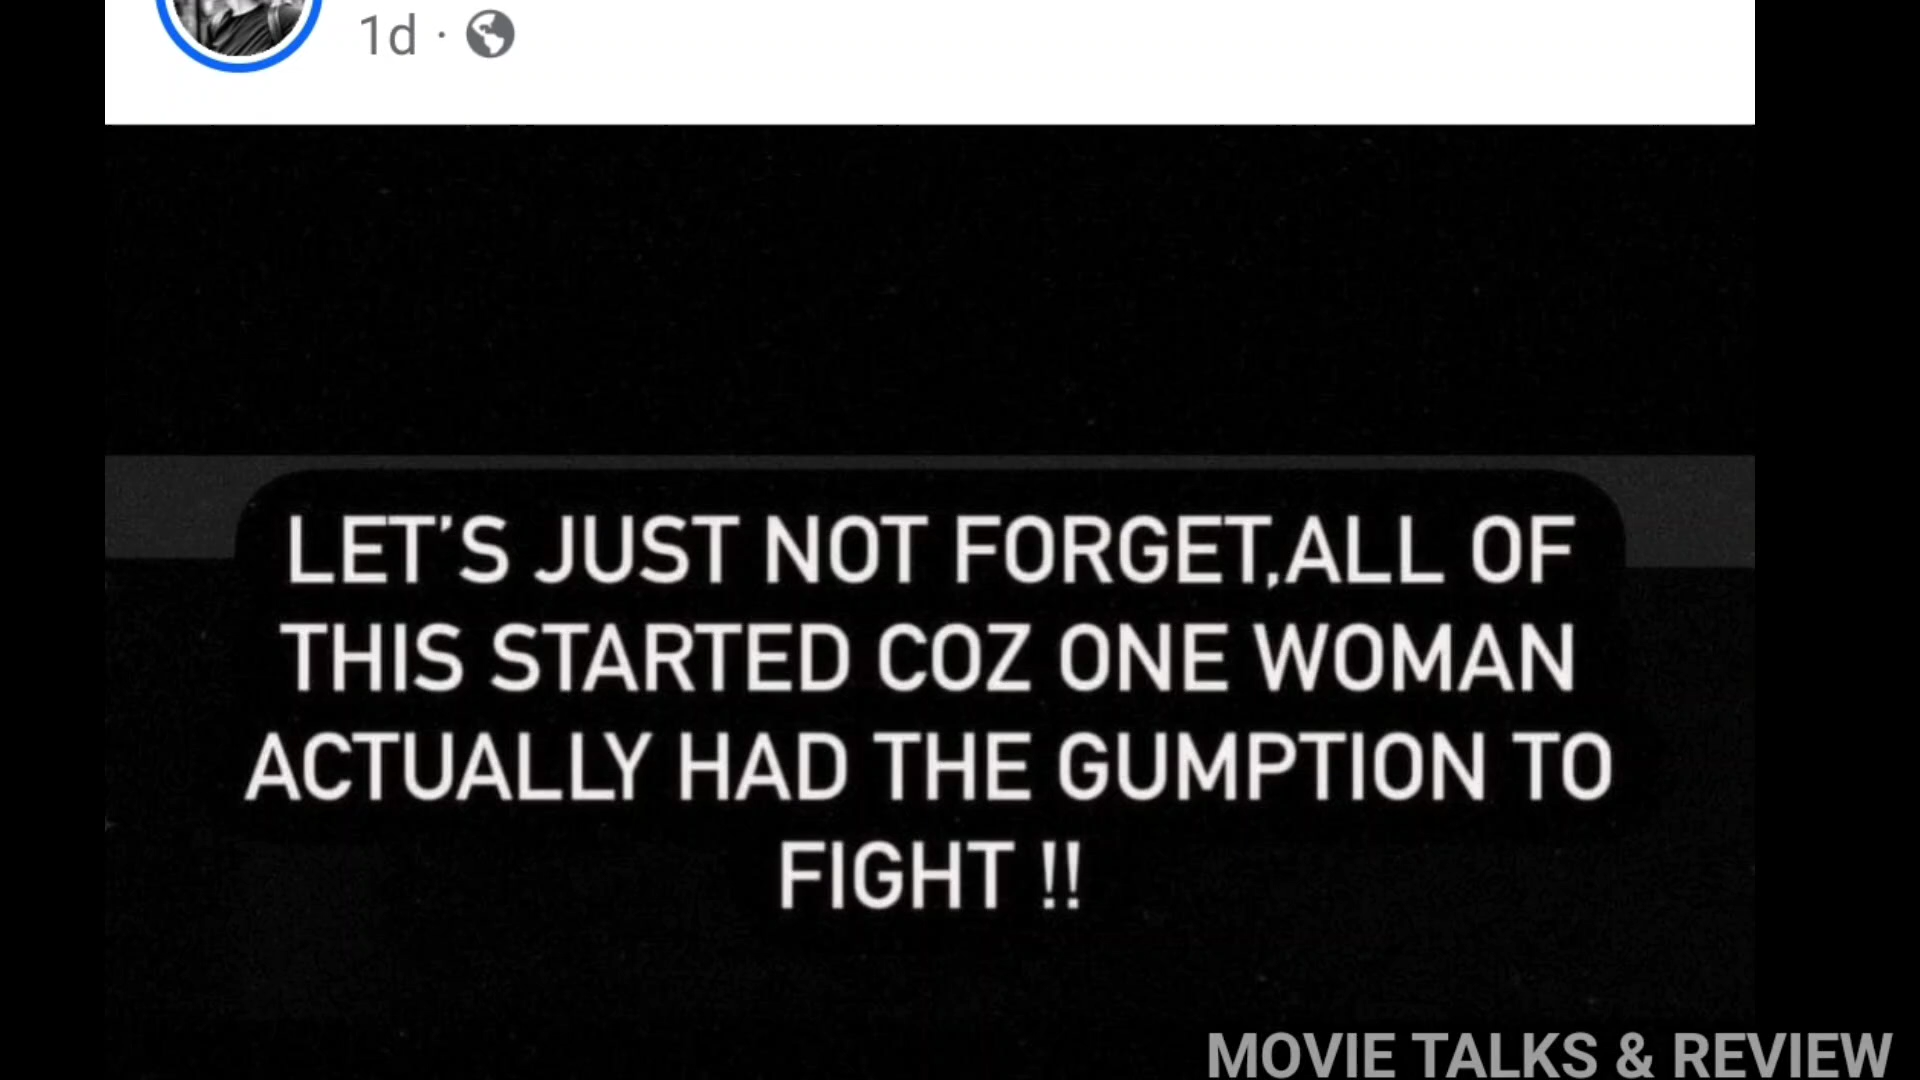 1d ·
LET'S JUST NOT FORGET,ALL OF
THIS STARTED COZ ONE WOMAN
ACTUALLY HAD THE GUMPTION TO
FIGHT !!
MOVIE TALKS & REVIEW